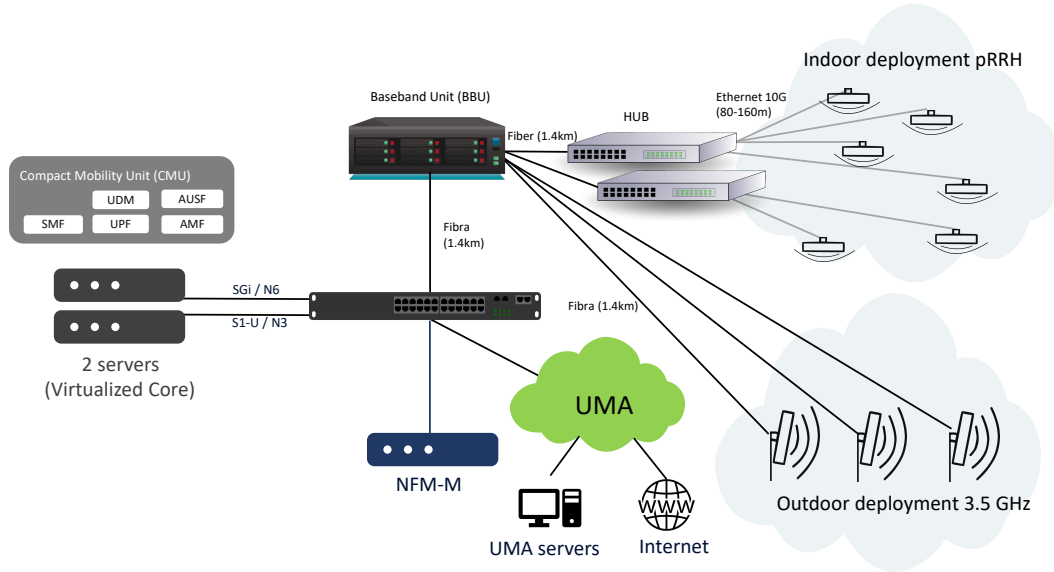 Indoor deployment pRRH
Ethernet 10G
(80-160m)
Baseband Unit (BBU)
HUB
Fiber (1.4km)
Compact Mobility Unit (CMU)
UDM
AUSF
SMF
UPF
AMF
Fibra
(1.4km)
SGi / N6
S1-U / N3
Fibra (1.4km)
2 servers
(Virtualized Core)
UMA
NFM-M
WWW
Outdoor deployment 3.5 GHz
UMA servers
Internet